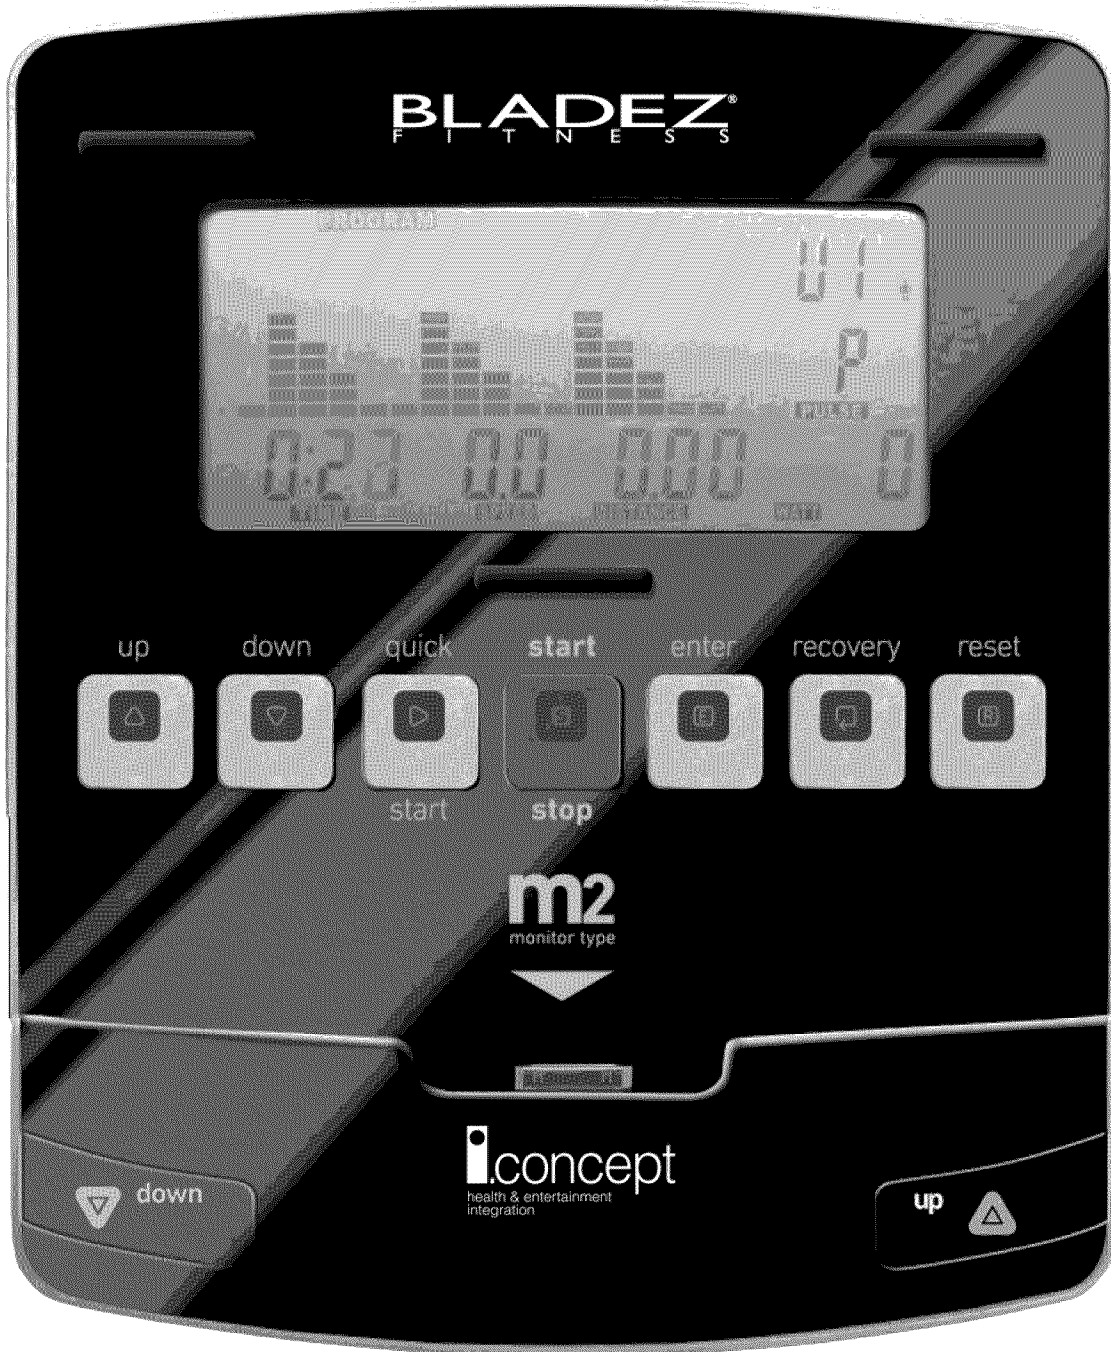 BLADEZ®
FITNESS
PROGRAM
U1
P
PULSE
0:23 0.0 0.00 0
WATT
up down quick start enter recovery reset
E R
start stop
m2
monitor type
i.concept
health & entertainment
integration
down up